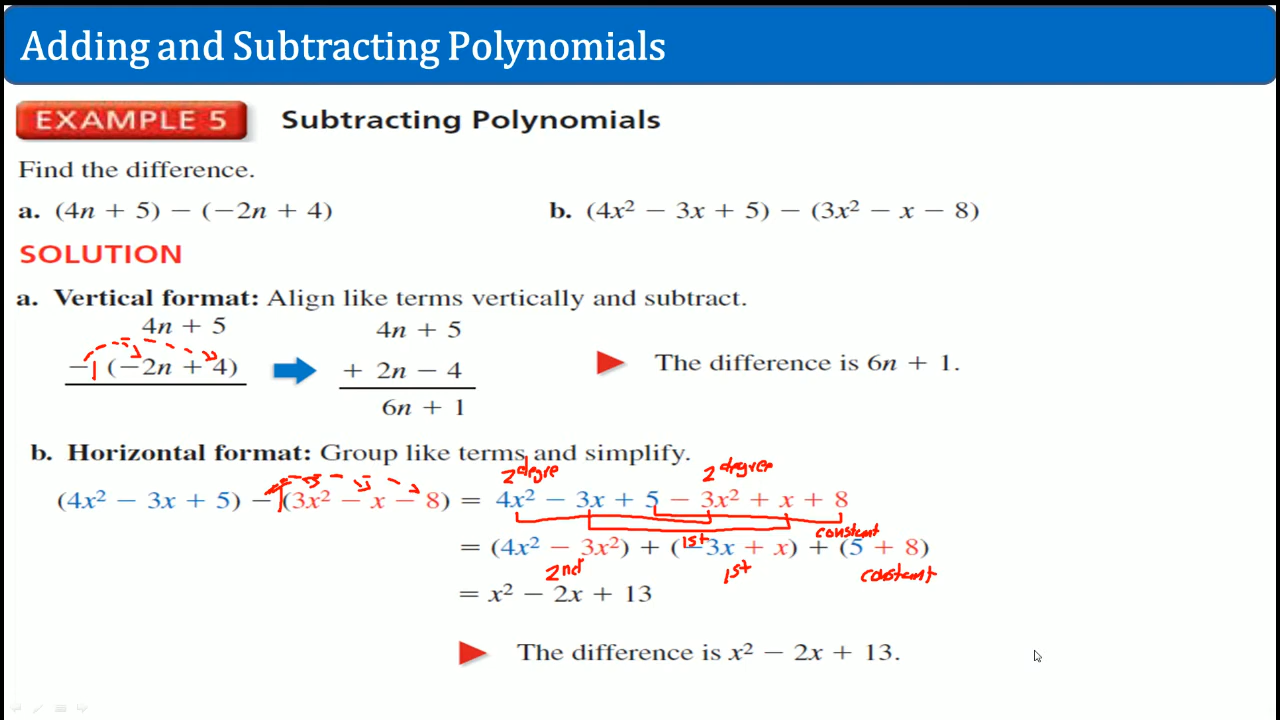 Adding and Subtracting Polynomials
EXAMPLE 5 Subtracting Polynomials
Find the difference.
a. (4n + 5) − (−2n + 4) b. (4x² − 3x + 5) − (3x² − x − 8)
SOLUTION
a. Vertical format: Align like terms vertically and subtract.
4n + 5 4n + 5
−1 (−2n + 4) + 2n − 4 The difference is 6n + 1.
6n + 1
b. Horizontal format: Group like terms and simplify.
2 degree 2 degree
(4x² − 3x + 5) − 1(3x² − x − 8) = 4x² − 3x + 5 − 3x² + x + 8
1st constant
= (4x² − 3x²) + (−3x + x) + (5 + 8)
2nd 1st constant
= x² − 2x + 13
The difference is x² − 2x + 13.